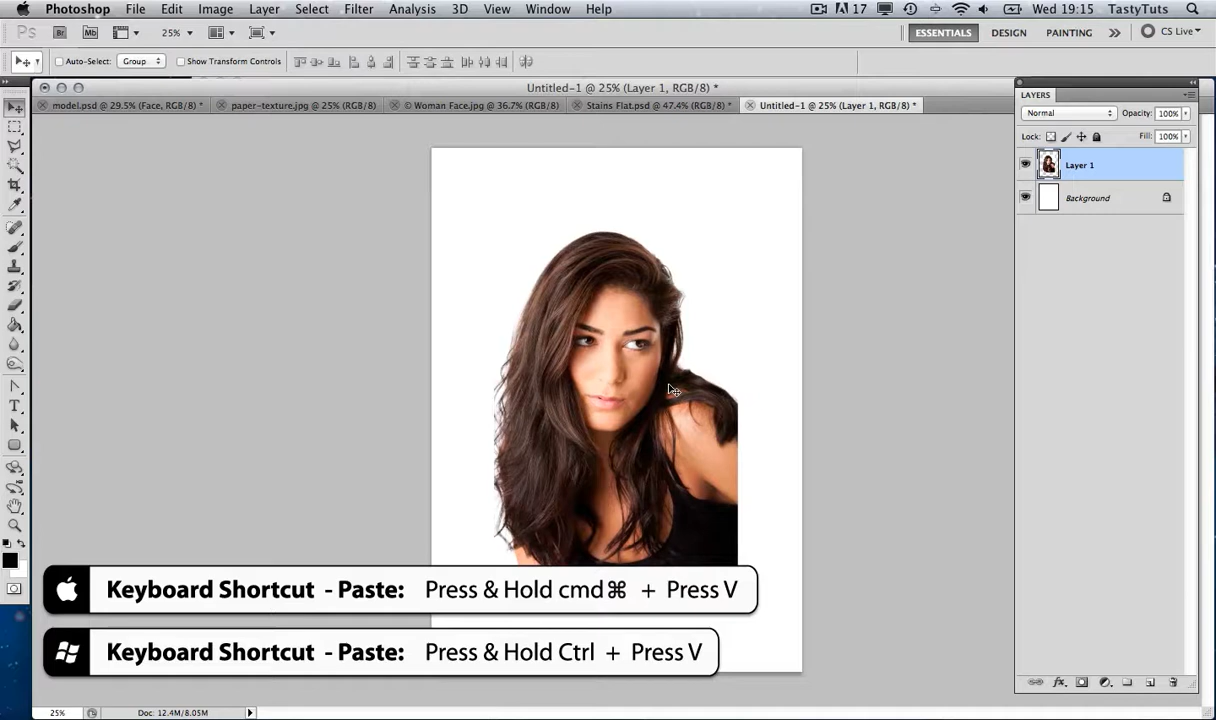 Photoshop File Edit Image Layer Select Filter Analysis 3D View Window Help 17 Wed 19:15 TastyTuts
Ps Br Mb 25% ESSENTIALS DESIGN PAINTING >> CS Live
Auto-Select: Group Show Transform Controls
Untitled-1 @ 25% (Layer 1, RGB/8) *
model.psd @ 29.5% (Face, RGB/8) * paper-texture.jpg @ 25% (RGB/8) © Woman Face.jpg @ 36.7% (RGB/8) Stains Flat.psd @ 47.4% (RGB/8) * Untitled-1 @ 25% (Layer 1, RGB/8) *
LAYERS
Normal Opacity: 100%
Lock: Fill: 100%
Layer 1
Background
Keyboard Shortcut - Paste: Press & Hold cmd⌘ + Press V
Keyboard Shortcut - Paste: Press & Hold Ctrl + Press V
25% Doc: 12.4M/8.05M